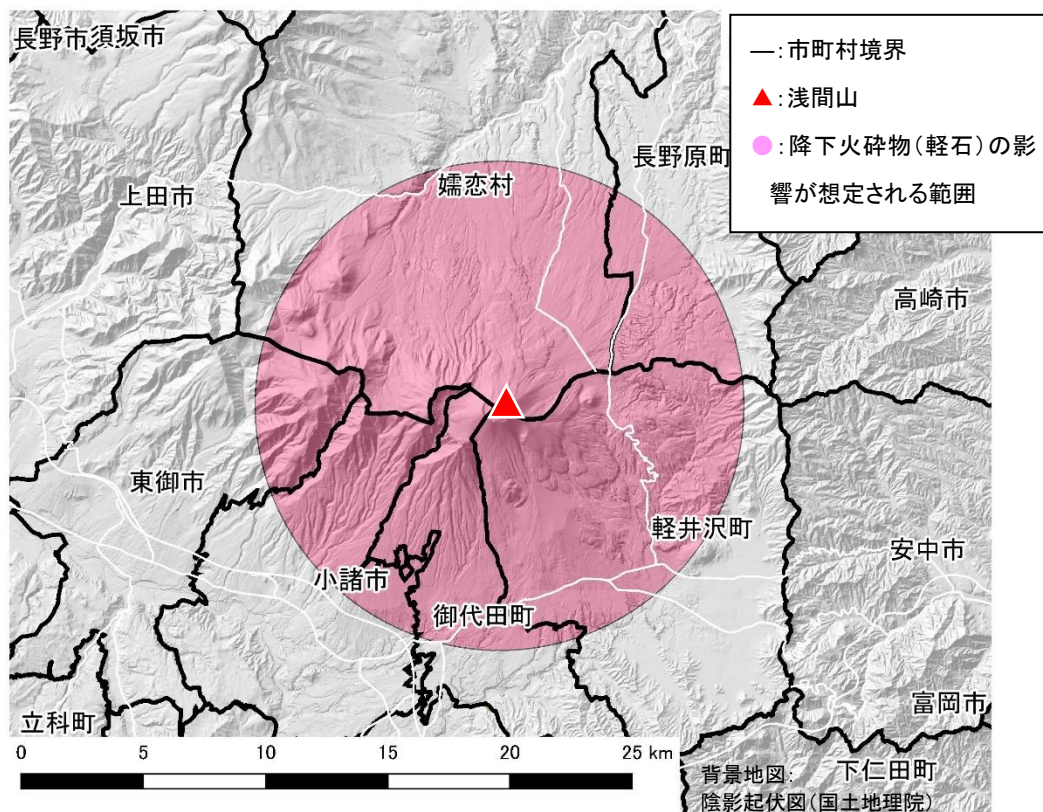 長野市
須坂市
―:市町村境界
▲:浅間山
●:降下火砕物(軽石)の影
響が想定される範囲
長野原町
嬬恋村
上田市
高崎市
東御市
軽井沢町
安中市
小諸市
御代田町
富岡市
立科町
0 5 10 15 20 25 km
背景地図:
陰影起伏図(国土地理院)
下仁田町